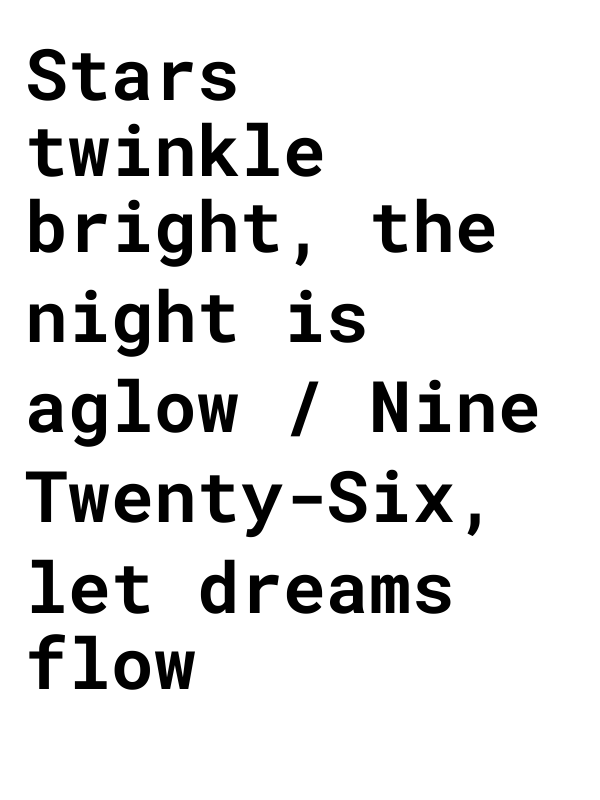 Stars
twinkle
bright, the
night is
aglow / Nine
Twenty-Six,
let dreams
flow